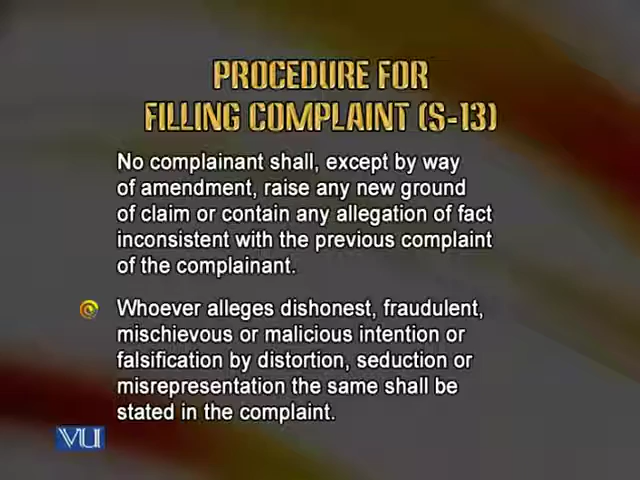 PROCEDURE FOR
FILLING COMPLAINT (S-13)
No complainant shall, except by way
of amendment, raise any new ground
of claim or contain any allegation of fact
inconsistent with the previous complaint
of the complainant.
Whoever alleges dishonest, fraudulent,
mischievous or malicious intention or
falsification by distortion, seduction or
misrepresentation the same shall be
stated in the complaint.
VU